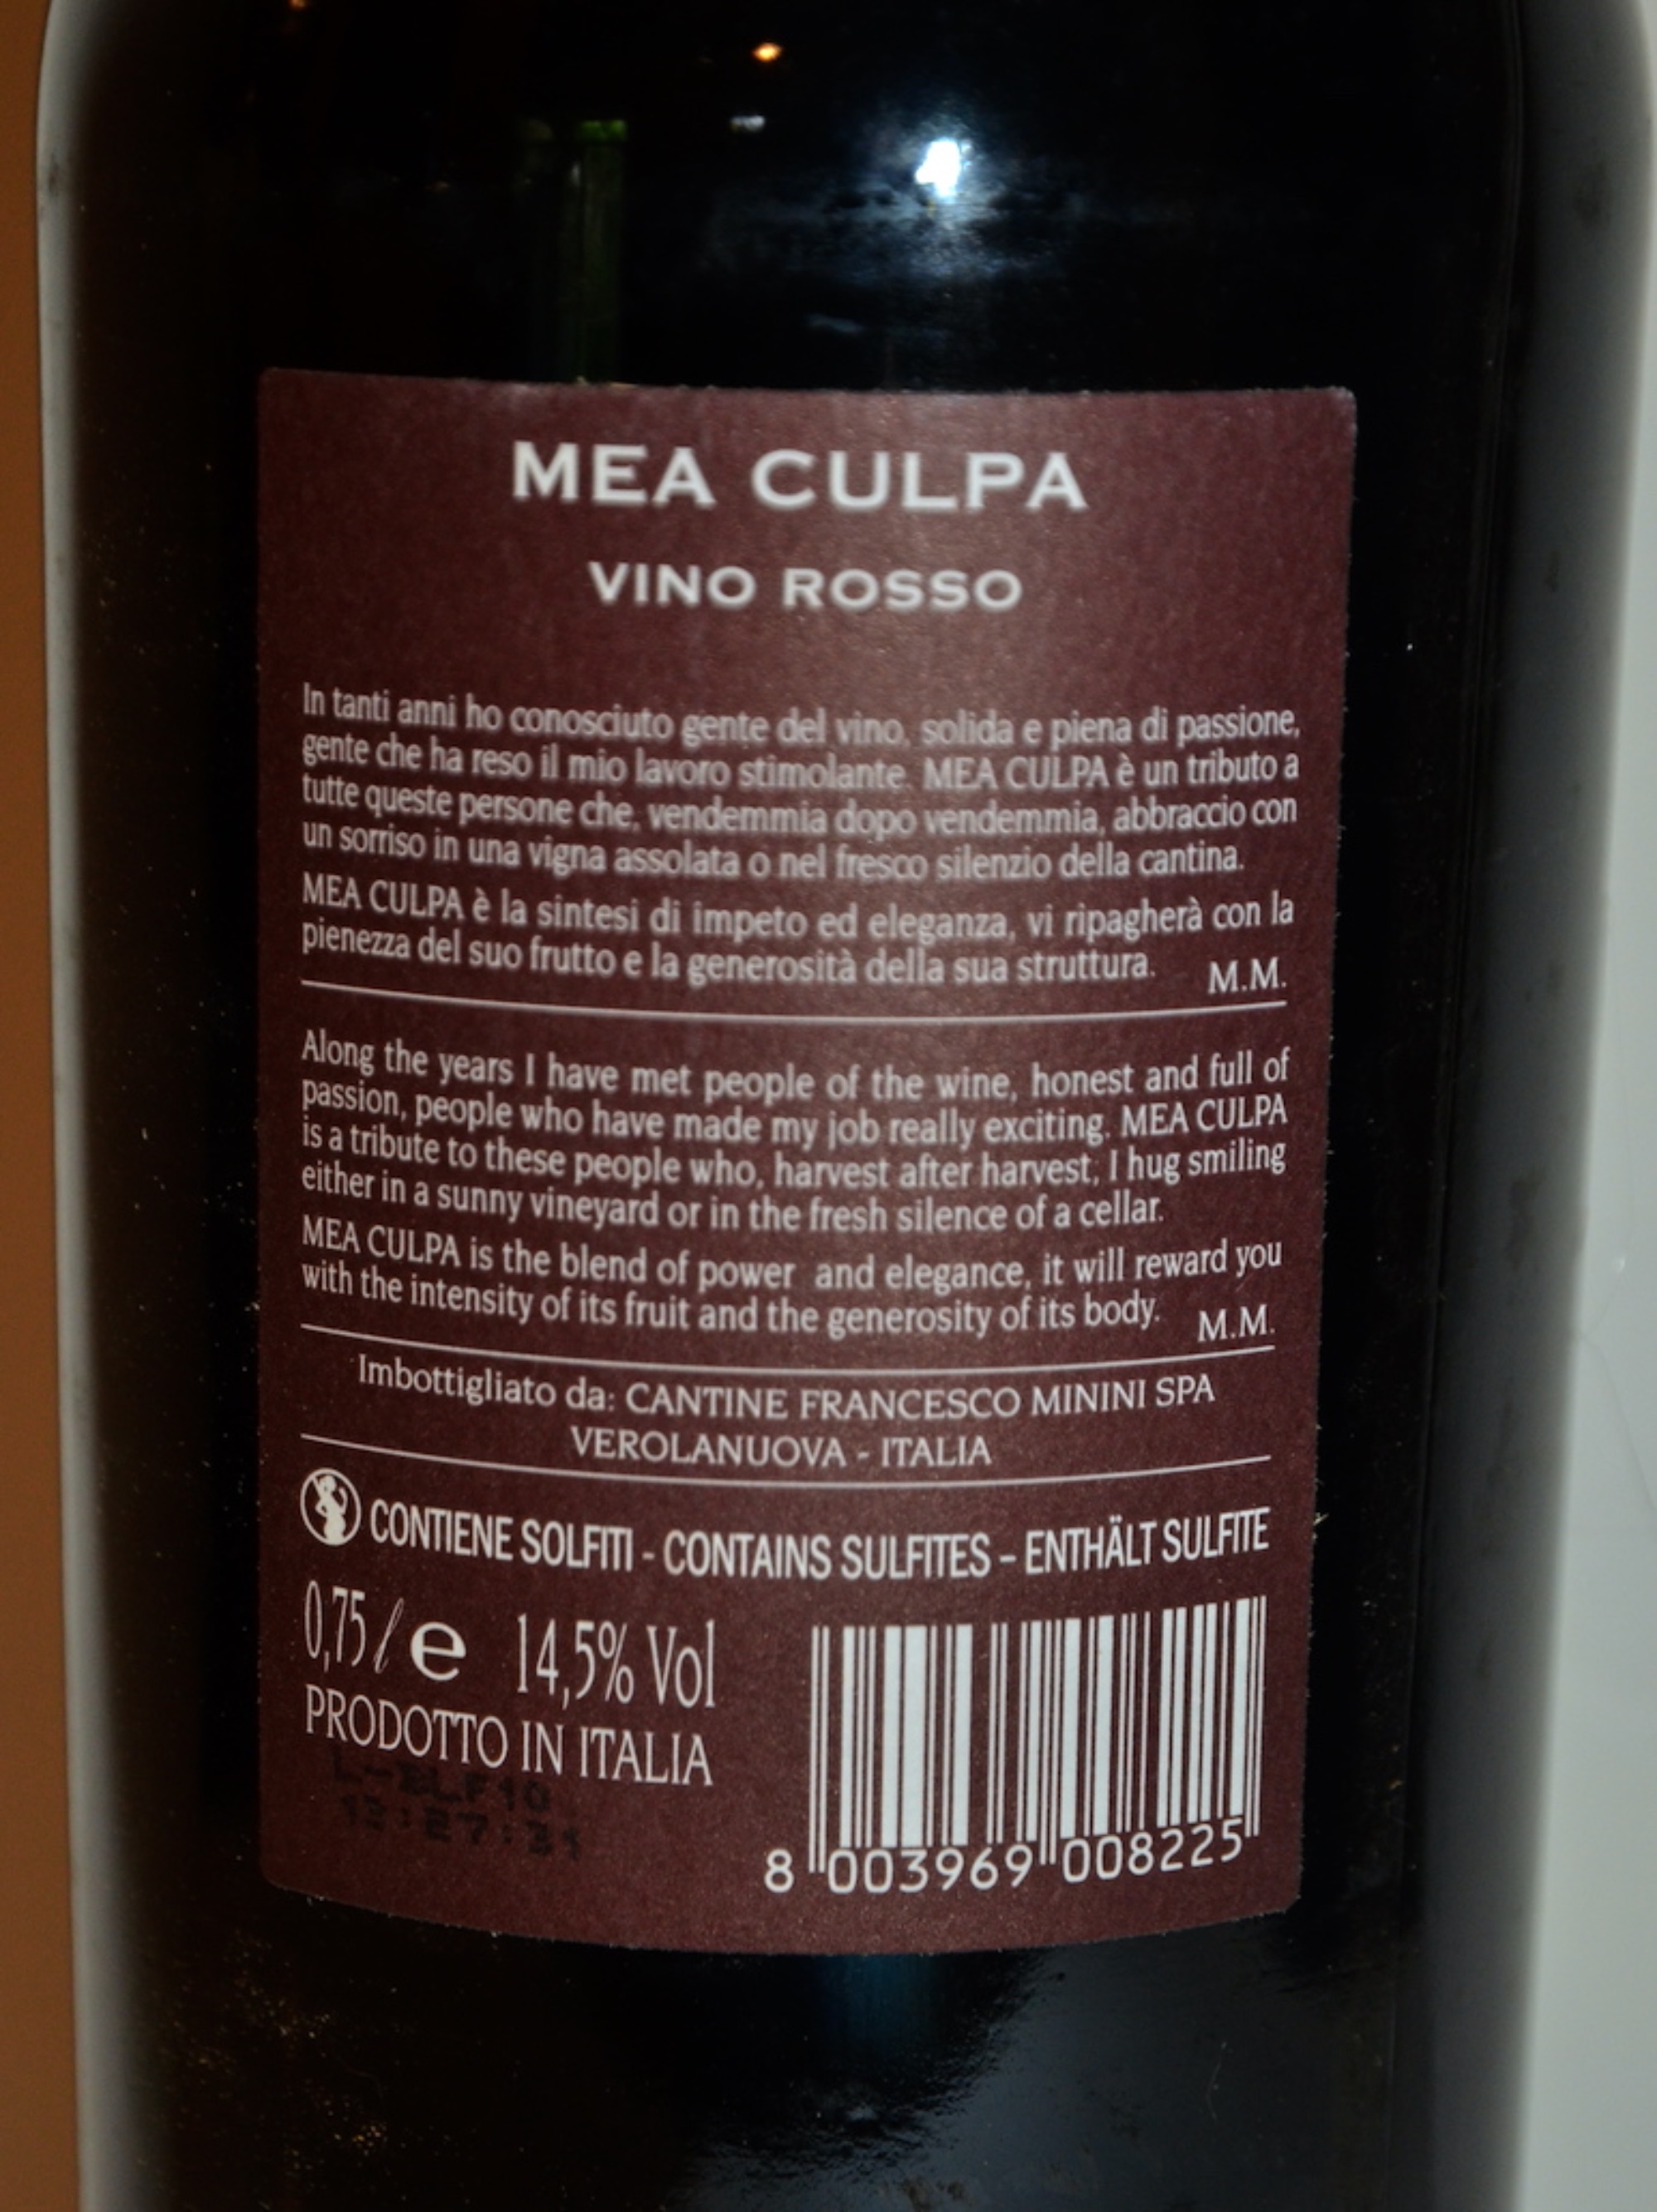 MEA CULPA
VINO ROSSO
In tanti anni ho conosciuto gente del vino, solida e piena di passione,
gente che ha reso il mio lavoro stimolante. MEA CULPA è un tributo a
tutte queste persone che, vendemmia dopo vendemmia, abbraccio con
un sorriso in una vigna assolata o nel fresco silenzio della cantina.
MEA CULPA è la sintesi di impeto ed eleganza, vi ripagherà con la
pienezza del suo frutto e la generosità della sua struttura. M.M.
Along the years I have met people of the wine, honest and full of
passion, people who have made my job really exciting. MEA CULPA
is a tribute to these people who, harvest after harvest, I hug smiling
either in a sunny vineyard or in the fresh silence of a cellar.
MEA CULPA is the blend of power and elegance, it will reward you
with the intensity of its fruit and the generosity of its body. M.M.
Imbottigliato da: CANTINE FRANCESCO MININI SPA
VEROLANUOVA - ITALIA
CONTIENE SOLFITI - CONTAINS SULFITES - ENTHÄLT SULFITE
0,75 l e 14,5% Vol
PRODOTTO IN ITALIA
8 003969 008225